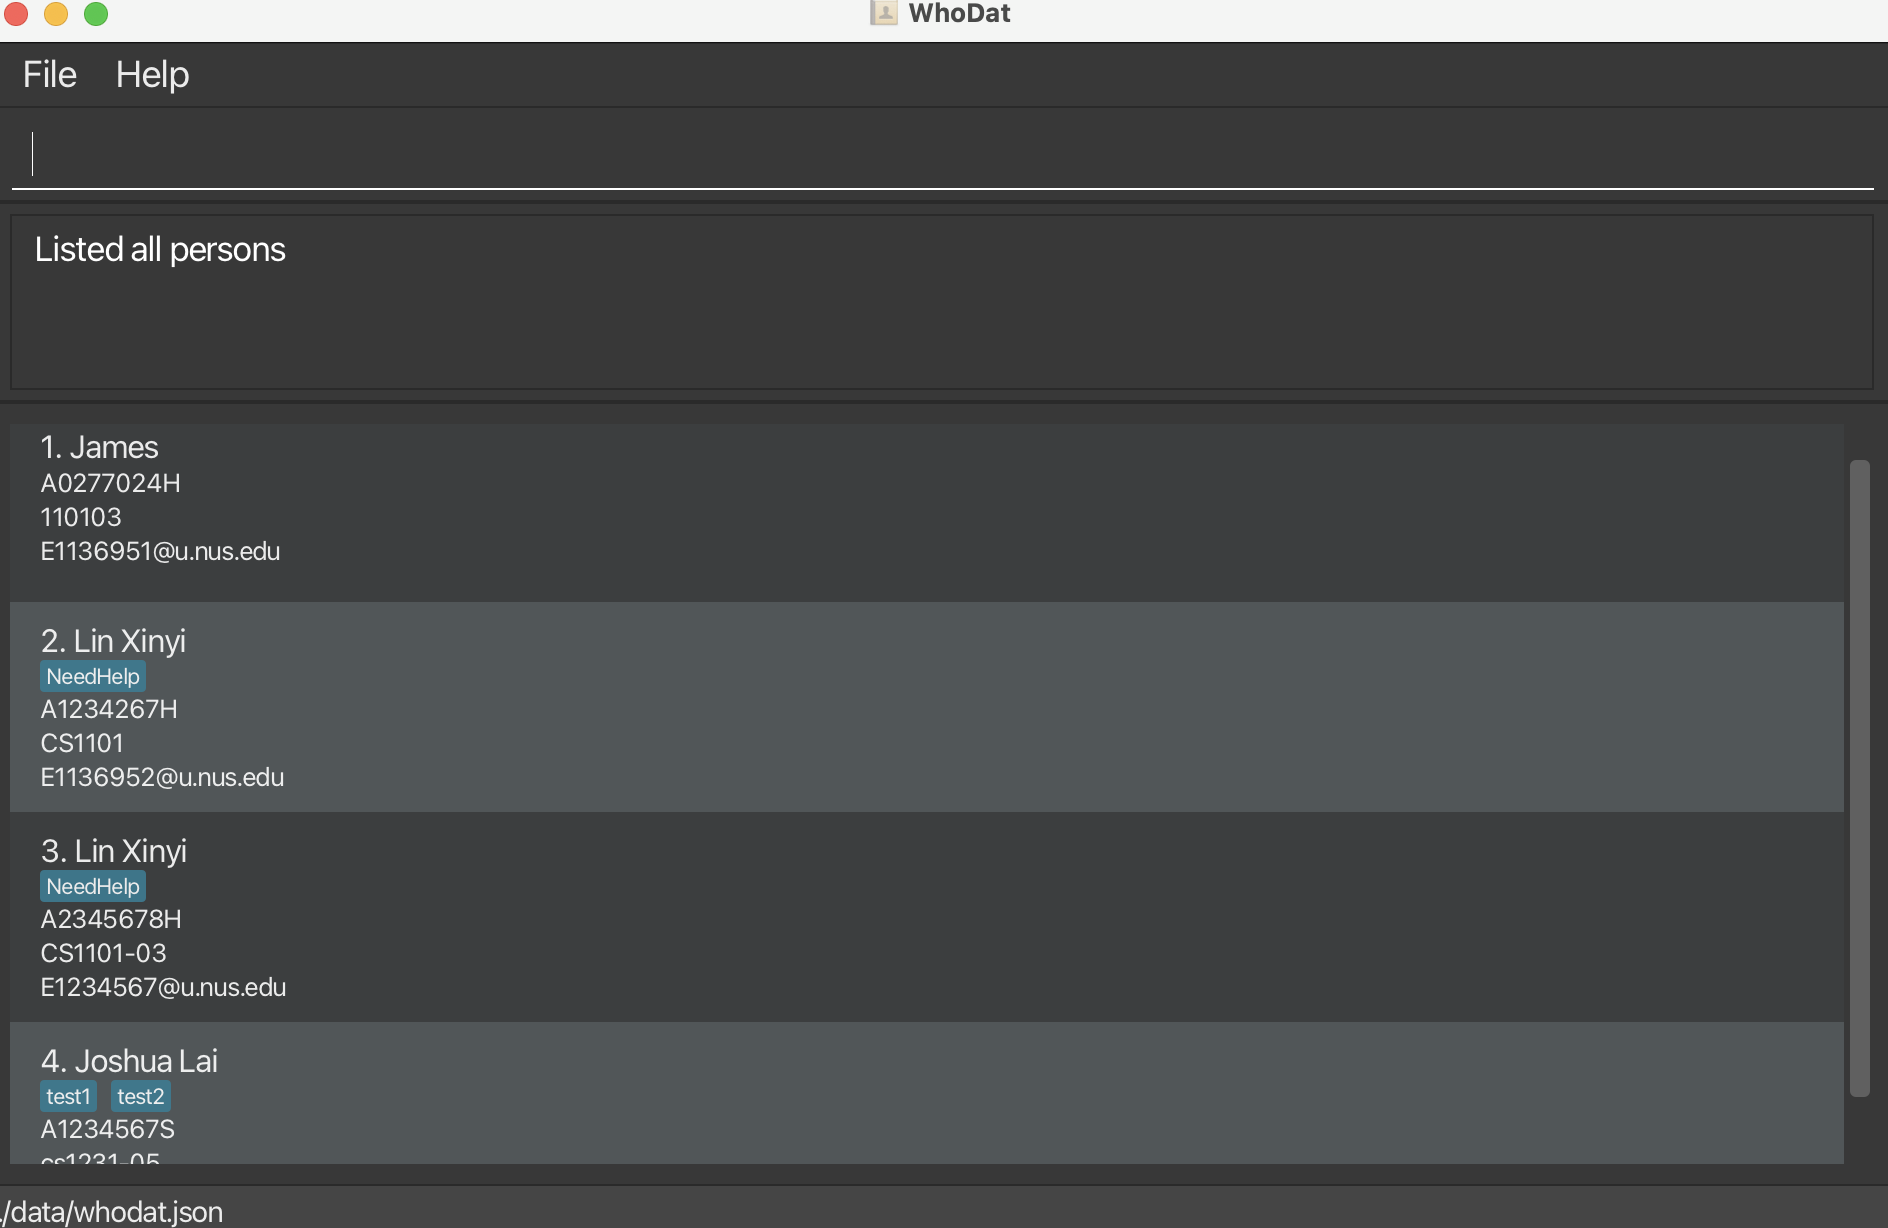 WhoDat
File Help
Listed all persons
1. James
A0277024H
110103
E1136951@u.nus.edu
2. Lin Xinyi
NeedHelp
A1234267H
CS1101
E1136952@u.nus.edu
3. Lin Xinyi
NeedHelp
A2345678H
CS1101-03
E1234567@u.nus.edu
4. Joshua Lai
test1 test2
A1234567S
cs1231-05
./data/whodat.json